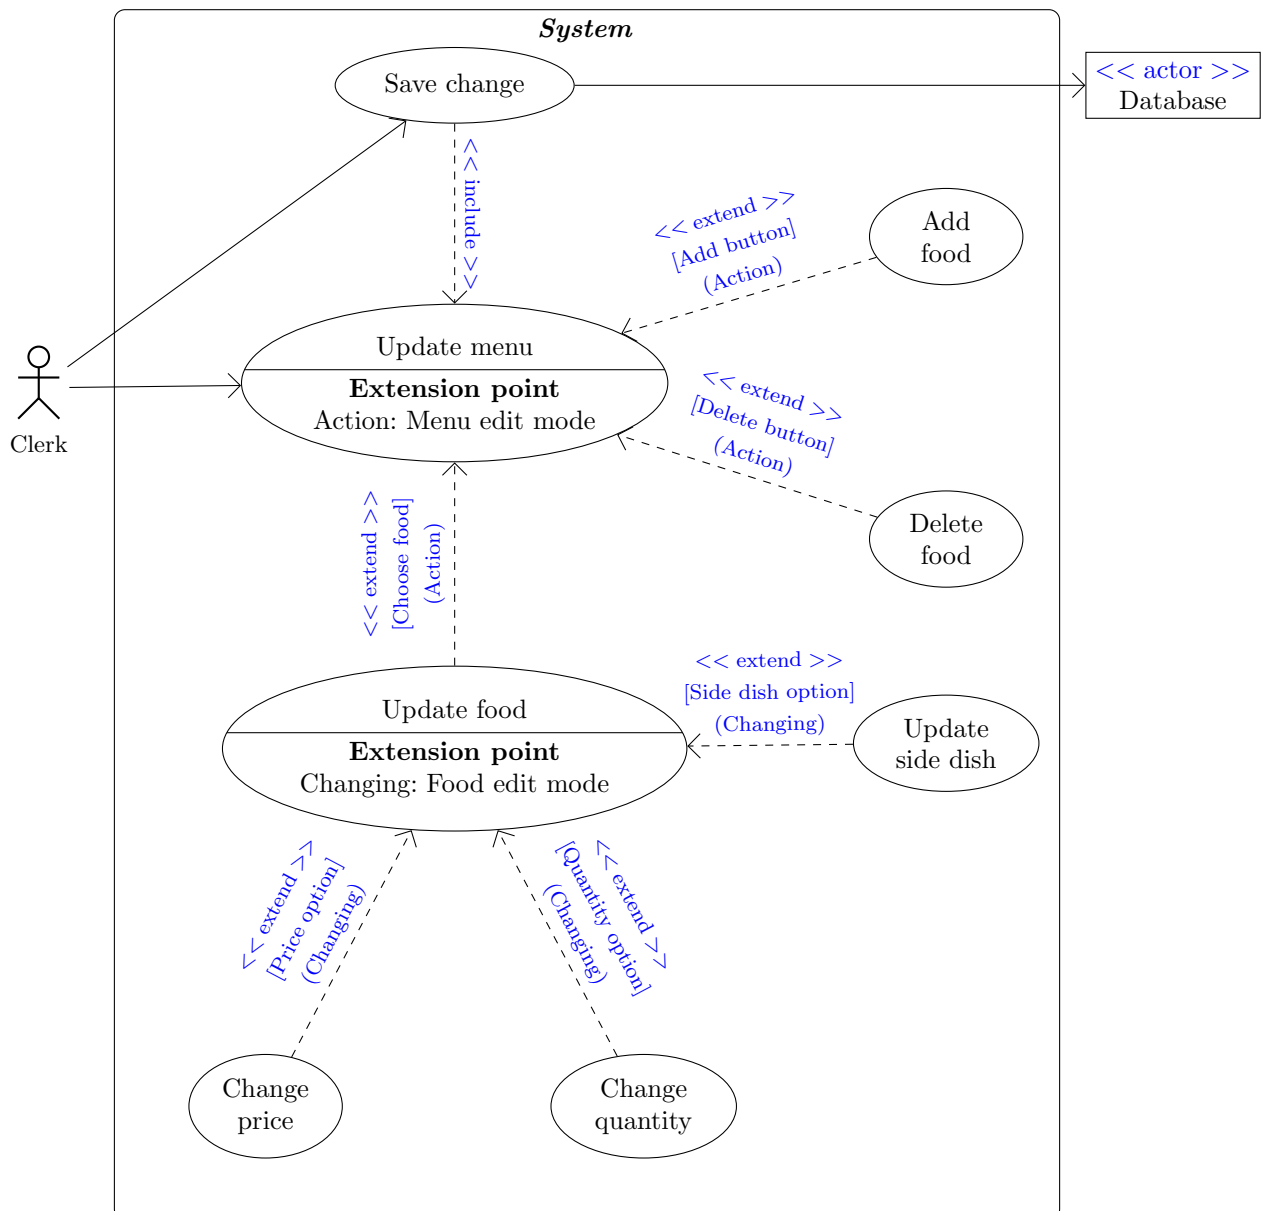 System
Save change
<< actor >>
Database
<< include >>
<< extend >>
[Add button]
(Action)
Add
food
Update menu
Extension point
Action: Menu edit mode
Clerk
<< extend >>
[Delete button]
(Action)
Delete
food
<< extend >>
[Choose food]
(Action)
Update food
Extension point
Changing: Food edit mode
<< extend >>
[Side dish option]
(Changing)
Update
side dish
<< extend >>
[Price option]
(Changing)
<< extend >>
[Quantity option]
(Changing)
Change
price
Change
quantity